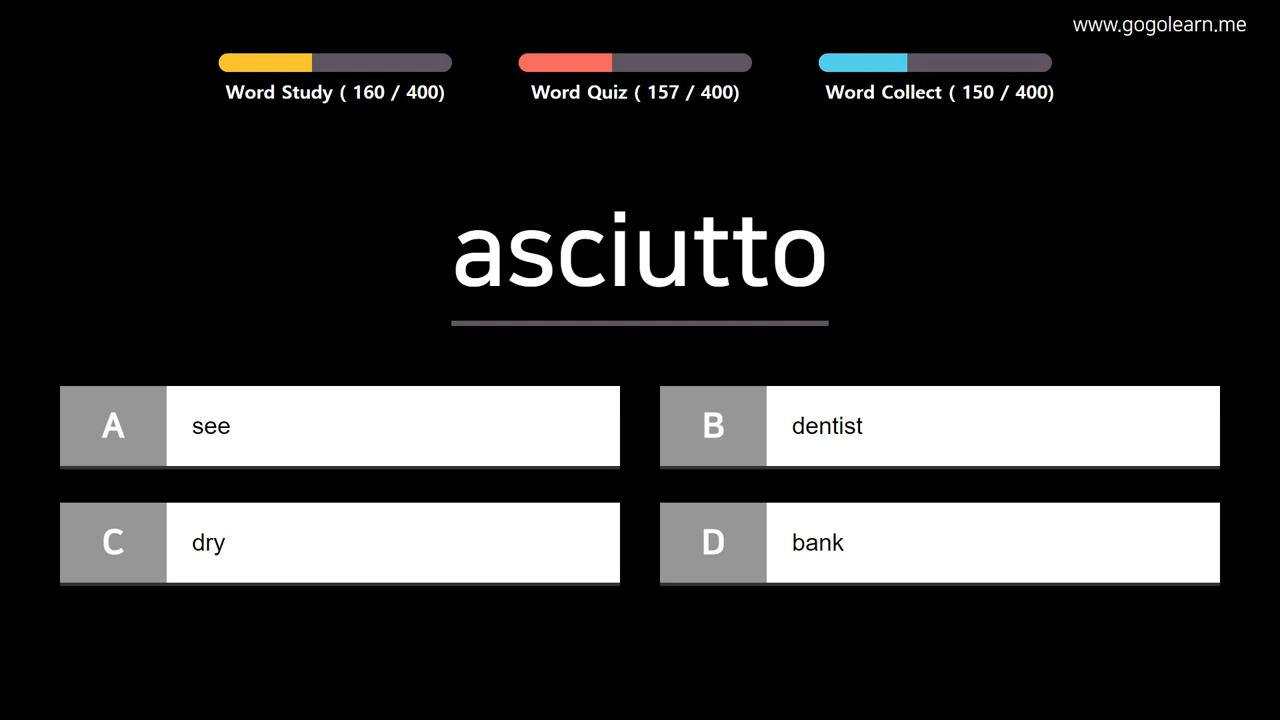 www.gogolearn.me
Word Study ( 160 / 400)
Word Quiz ( 157 / 400)
Word Collect ( 150 / 400)
asciutto
A see
B dentist
C dry
D bank